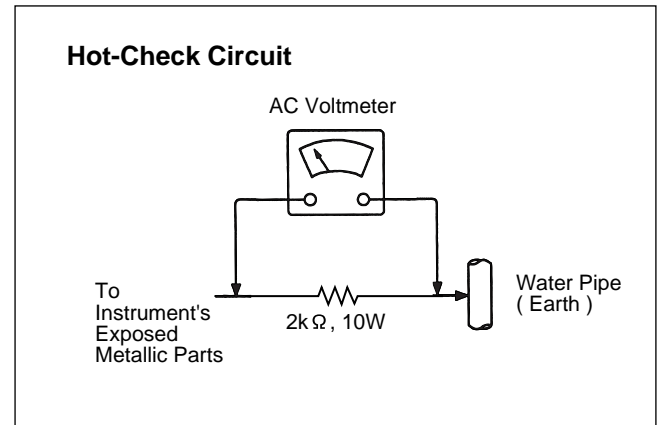 Hot-Check Circuit
AC Voltmeter
To
Instrument's
Exposed
Metallic Parts
2kΩ, 10W
Water Pipe
( Earth )